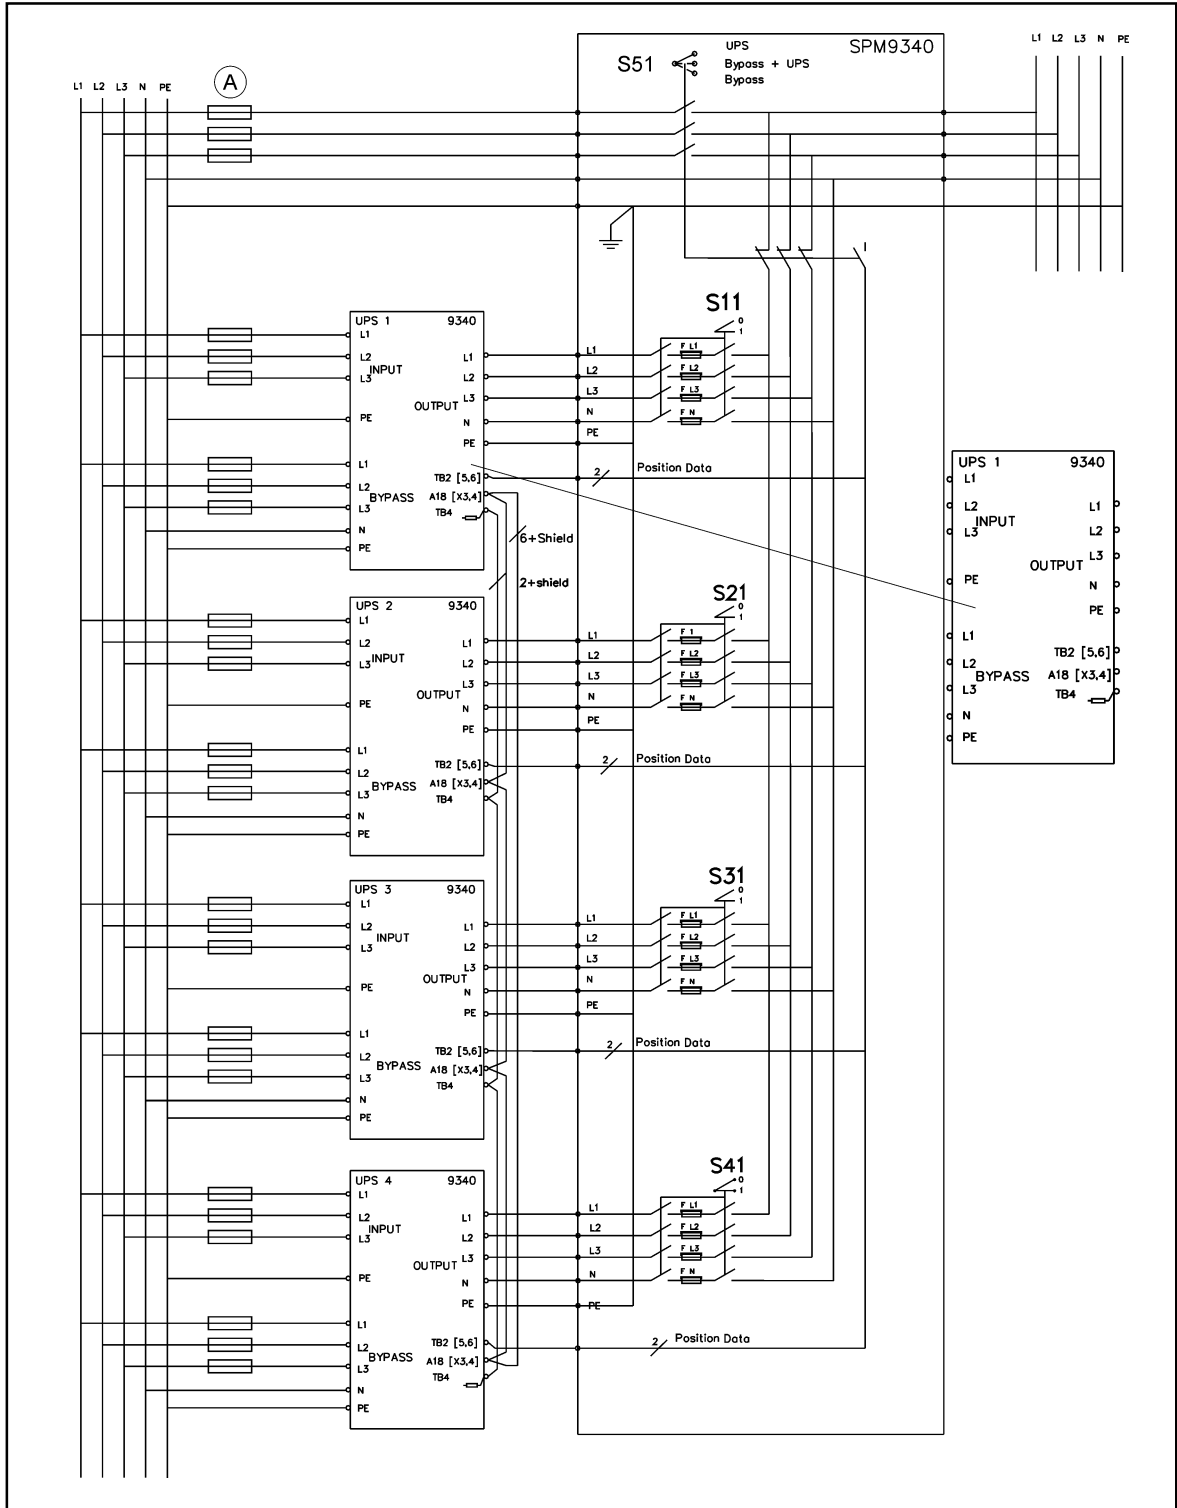 S51
UPS
Bypass + UPS
Bypass
SPM9340
L1 L2 L3 N PE
A
L1 L2 L3 N PE
S11
0
1
UPS 1 9340
L1
L2
INPUT
L3
PE
L1
L2
BYPASS
L3
N
PE
L1
L2
L3
OUTPUT
N
PE
TB2 [5,6]
A18 [X3,4]
TB4
L1
L2
L3
N
PE
F L1
F L2
F L3
F N
2
Position Data
6+Shield
2+shield
UPS 1 9340
L1
L2
INPUT
L3
PE
L1
L2
BYPASS
L3
N
PE
L1
L2
L3
OUTPUT
N
PE
TB2 [5,6]
A18 [X3,4]
TB4
S21
0
1
UPS 2 9340
L1
L2
INPUT
L3
PE
L1
L2
BYPASS
L3
N
PE
L1
L2
L3
OUTPUT
N
PE
TB2 [5,6]
A18 [X3,4]
TB4
L1
L2
L3
N
PE
F 1
F L2
F L3
F N
2
Position Data
S31
0
1
UPS 3 9340
L1
L2
INPUT
L3
PE
L1
L2
BYPASS
L3
N
PE
L1
L2
L3
OUTPUT
N
PE
TB2 [5,6]
A18 [X3,4]
TB4
L1
L2
L3
N
PE
F L1
F L2
F L3
F N
2
Position Data
S41
0
1
UPS 4 9340
L1
L2
INPUT
L3
PE
L1
L2
BYPASS
L3
N
PE
L1
L2
L3
OUTPUT
N
PE
TB2 [5,6]
A18 [X3,4]
TB4
L1
L2
L3
N
PE
F L1
F L2
F L3
F N
2
Position Data